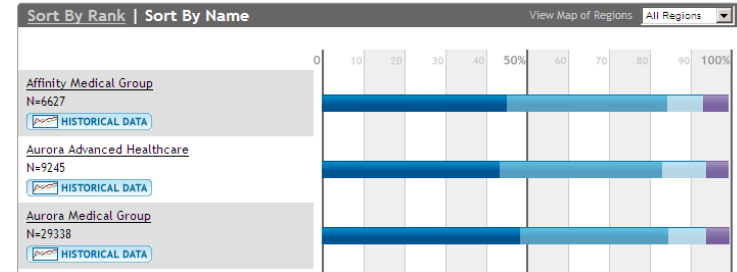 Sort By Rank | Sort By Name View Map of Regions All Regions
0 10 20 30 40 50% 60 70 80 90 100%
Affinity Medical Group
N=6627
HISTORICAL DATA
Aurora Advanced Healthcare
N=9245
HISTORICAL DATA
Aurora Medical Group
N=29338
HISTORICAL DATA